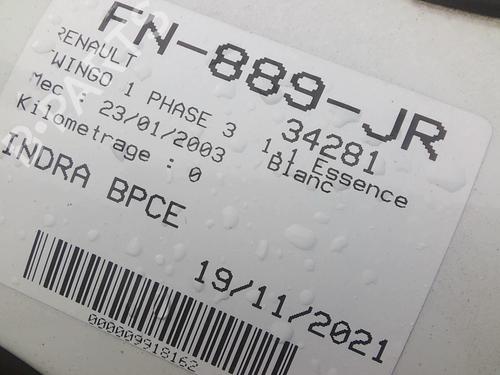 FN-889-JR
RENAULT
TWINGO 1 PHASE 3
34281
Mec 23/01/2003
1.1 Essence
Kilometrage : 0
Blanc
INDRA BPCE
19/11/2021
000009918162